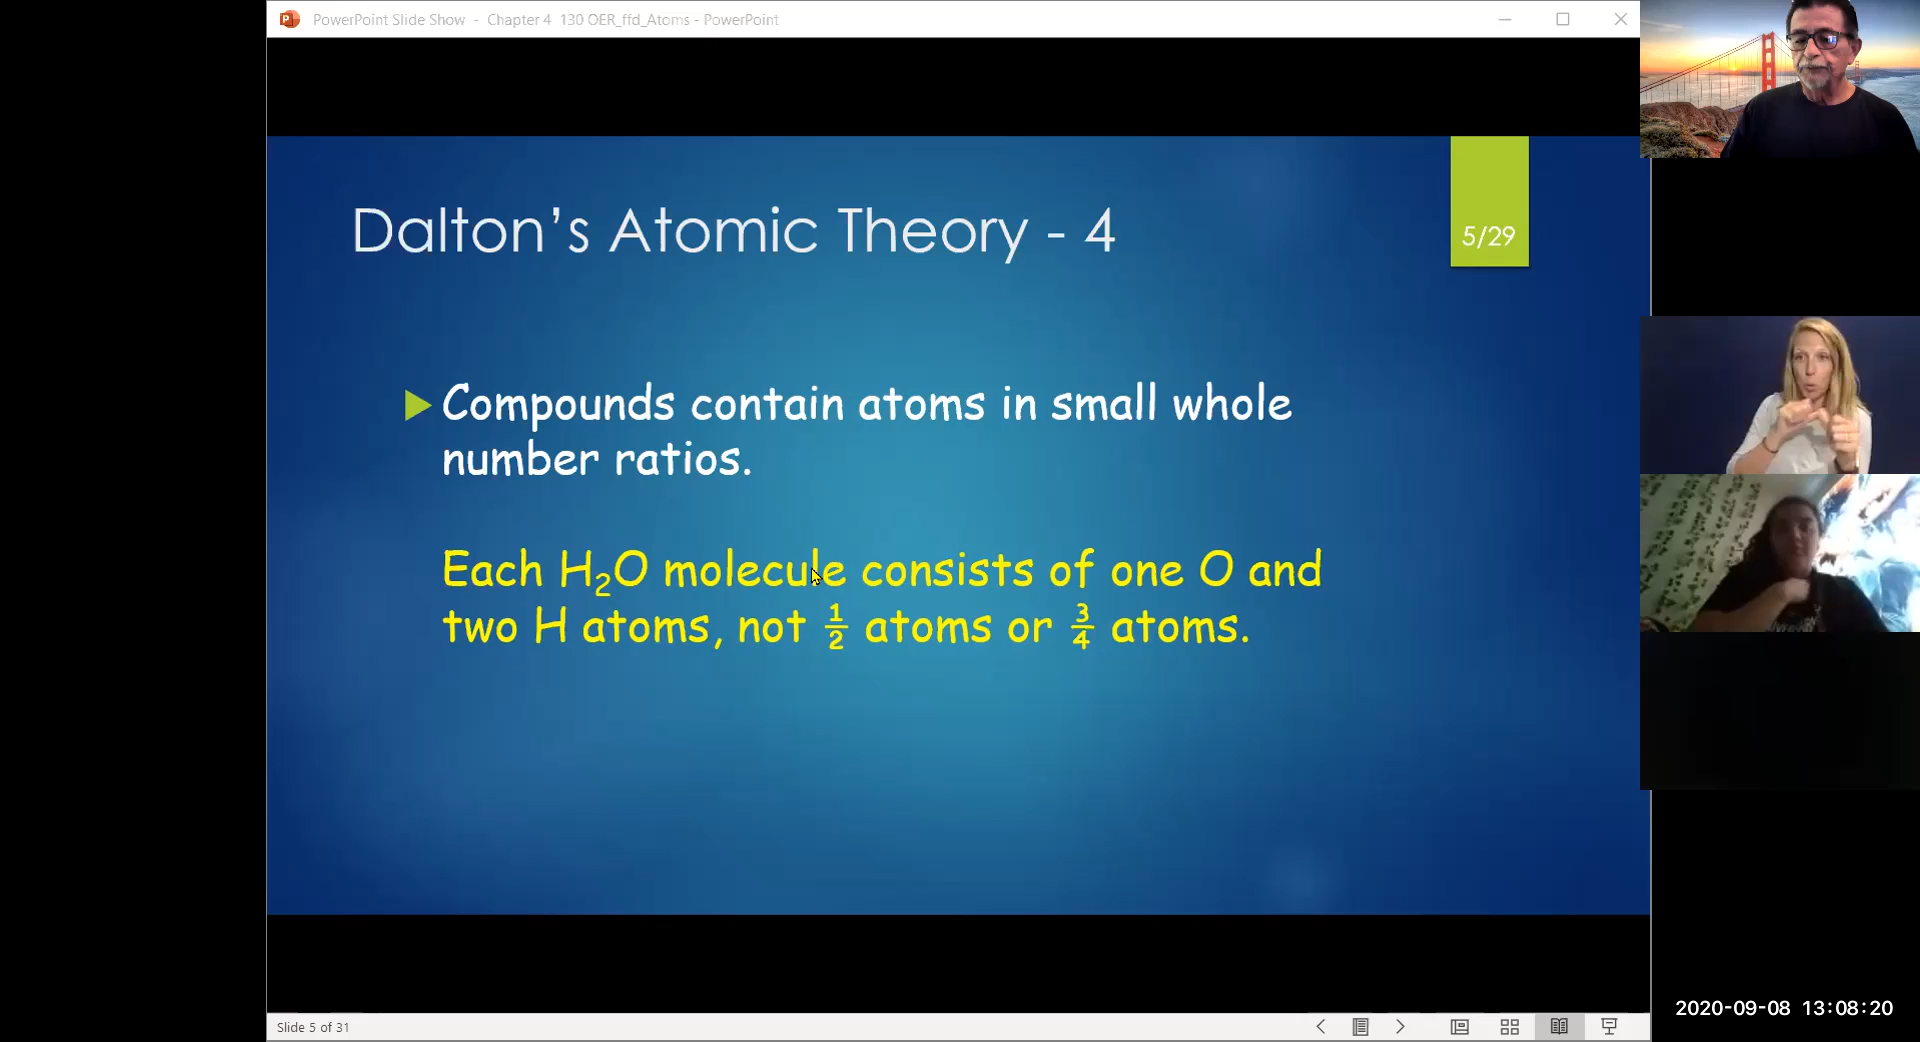 PowerPoint Slide Show - Chapter 4 130 OER_ffd_Atoms - PowerPoint
Dalton’s Atomic Theory - 4
5/29
Compounds contain atoms in small whole
number ratios.
Each H₂O molecule consists of one O and
two H atoms, not ½ atoms or ¾ atoms.
Slide 5 of 31
2020-09-08 13:08:20